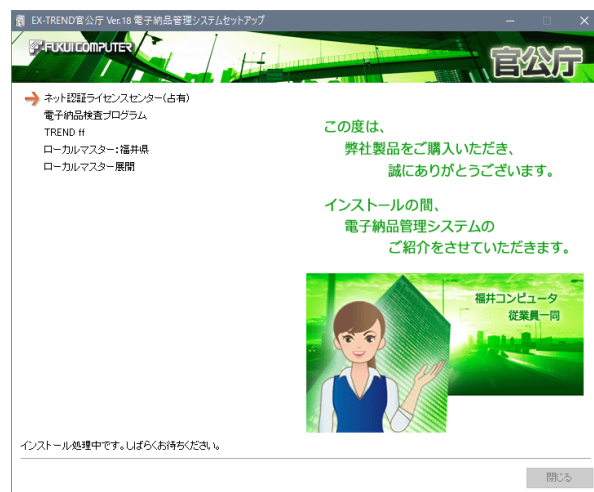 EX-TREND官公庁 Ver.18 電子納品管理システムセットアップ
FUKUI COMPUTER
官公庁
ネット認証ライセンスセンター(占有)
電子納品検査プログラム
TREND ff
ローカルマスター：福井県
ローカルマスター展開
この度は、
弊社製品をご購入いただき、
誠にありがとうございます。
インストールの間、
電子納品管理システムの
ご紹介をさせていただきます。
福井コンピュータ
従業員一同
インストール処理中です。しばらくお待ちください。
閉じる